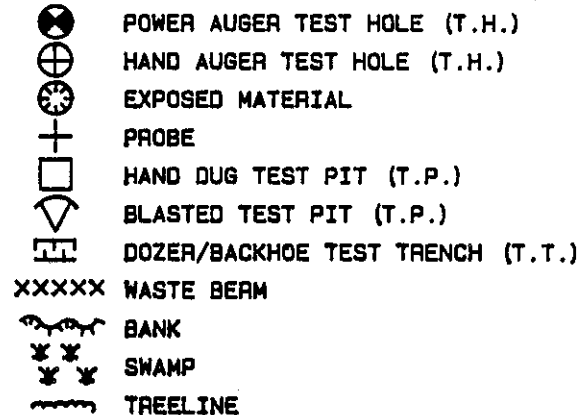 POWER AUGER TEST HOLE (T.H.)
HAND AUGER TEST HOLE (T.H.)
EXPOSED MATERIAL
PROBE
HAND DUG TEST PIT (T.P.)
BLASTED TEST PIT (T.P.)
DOZER/BACKHOE TEST TRENCH (T.T.)
XXXXX WASTE BERM
BANK
SWAMP
TREELINE